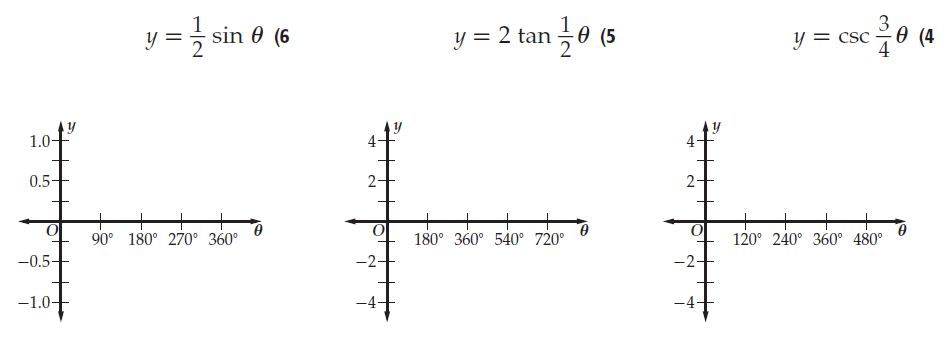 y = 1/2 sin θ (6
y = 2 tan 1/2 θ (5
y = csc 3/4 θ (4
y
1.0
0.5
O
90° 180° 270° 360° θ
−0.5
−1.0
y
4
2
O
180° 360° 540° 720° θ
−2
−4
y
4
2
O
120° 240° 360° 480° θ
−2
−4